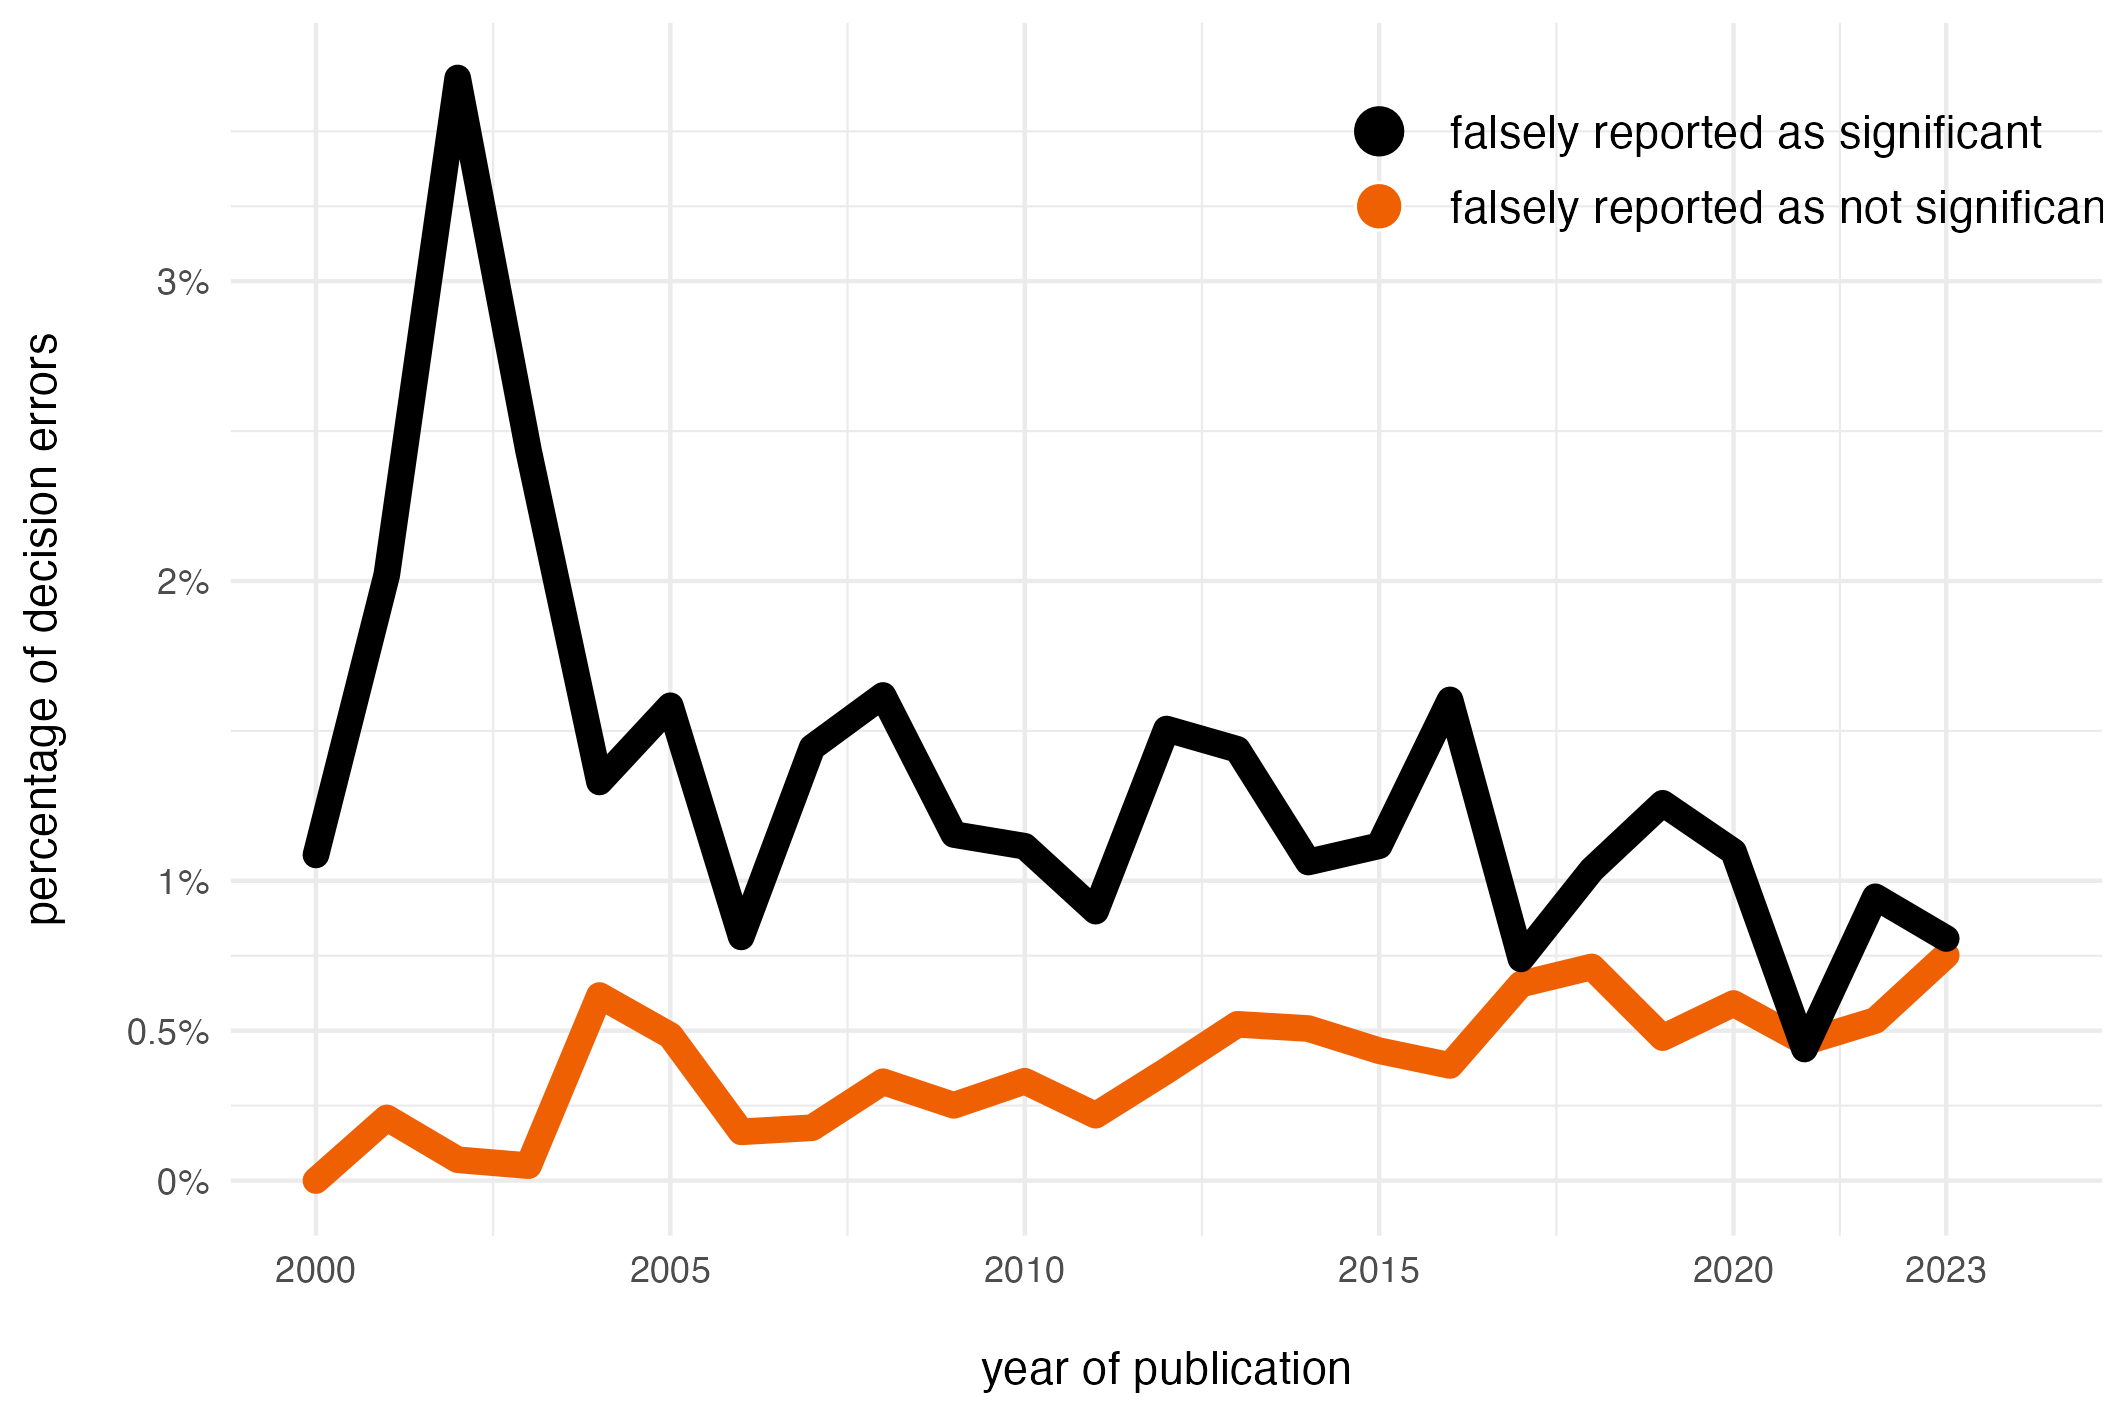 falsely reported as significant
falsely reported as not significan
3%
2%
1%
0.5%
0%
percentage of decision errors
2000 2005 2010 2015 2020 2023
year of publication